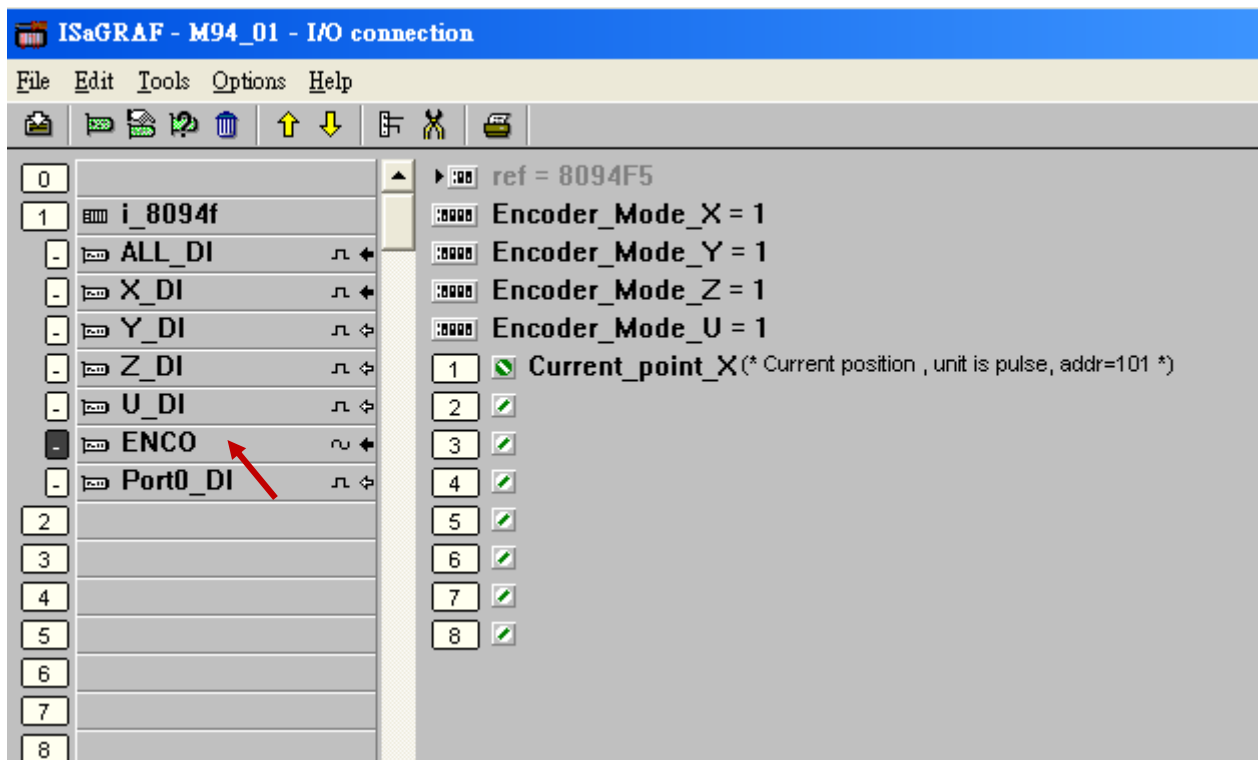 ISaGRAF - M94_01 - I/O connection
File Edit Tools Options Help
0
1 i_8094f
- ALL_DI
- X_DI
- Y_DI
- Z_DI
- U_DI
- ENCO
- Port0_DI
2
3
4
5
6
7
8
ref = 8094F5
Encoder_Mode_X = 1
Encoder_Mode_Y = 1
Encoder_Mode_Z = 1
Encoder_Mode_U = 1
1 Current_point_X (* Current position , unit is pulse, addr=101 *)
2
3
4
5
6
7
8